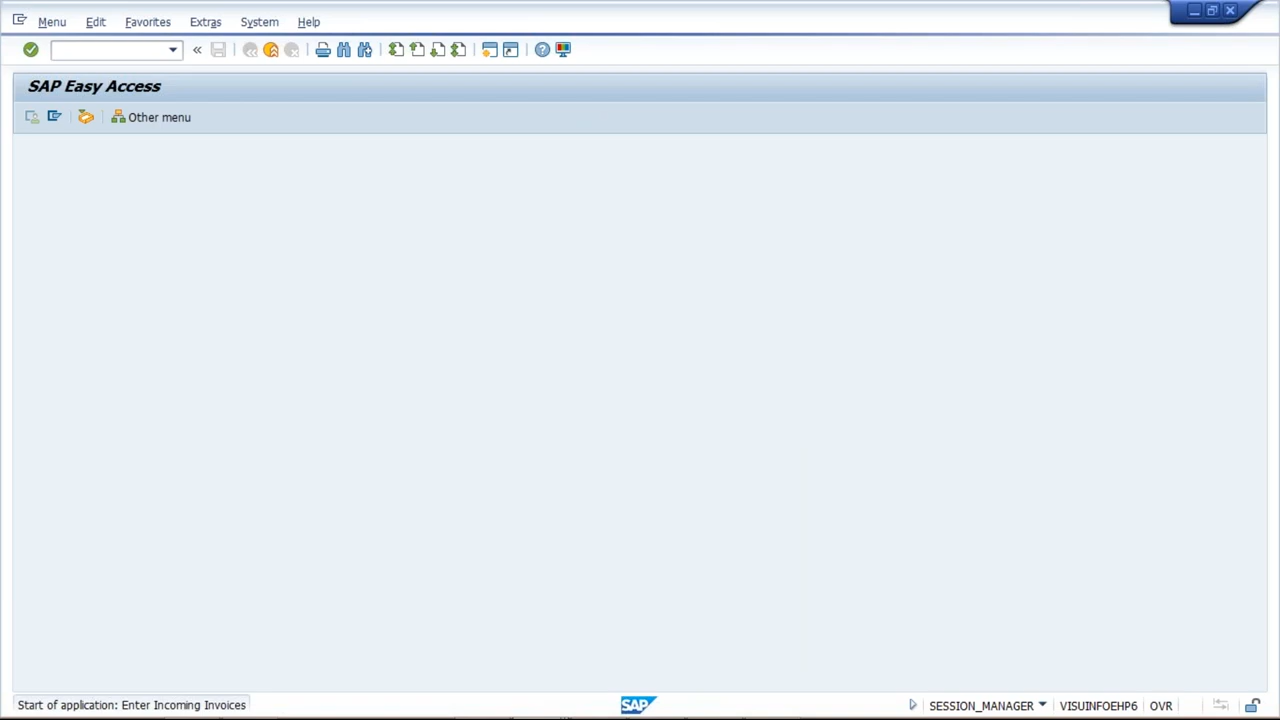 Menu Edit Favorites Extras System Help
SAP Easy Access
Other menu
Start of application: Enter Incoming Invoices
SAP
SESSION_MANAGER
VISUINFOEHP6
OVR